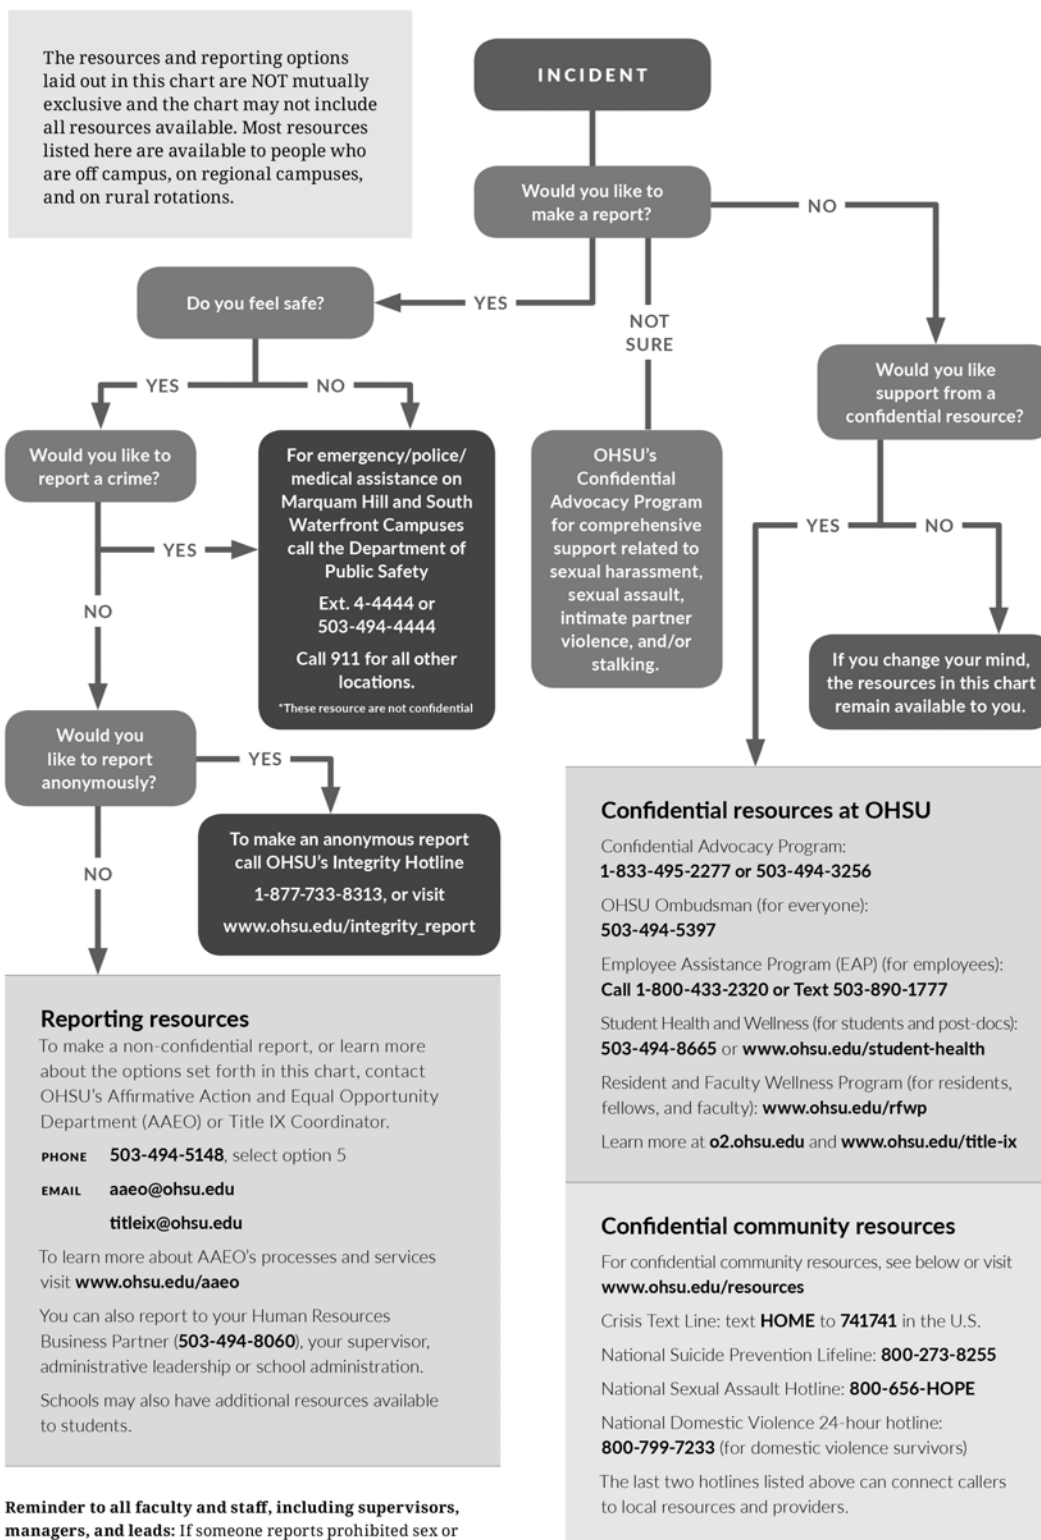 The resources and reporting options
laid out in this chart are NOT mutually
exclusive and the chart may not include
all resources available. Most resources
listed here are available to people who
are off campus, on regional campuses,
and on rural rotations.
INCIDENT
Would you like to
make a report?
NO
YES
NOT
SURE
Do you feel safe?
YES
NO
Would you like
support from a
confidential resource?
YES
NO
Would you like to
report a crime?
YES
NO
For emergency/police/
medical assistance on
Marquam Hill and South
Waterfront Campuses
call the Department of
Public Safety
Ext. 4-4444 or
503-494-4444
Call 911 for all other
locations.
*These resource are not confidential
OHSU's
Confidential
Advocacy Program
for comprehensive
support related to
sexual harassment,
sexual assault,
intimate partner
violence, and/or
stalking.
If you change your mind,
the resources in this chart
remain available to you.
Would you
like to report
anonymously?
YES
NO
To make an anonymous report
call OHSU's Integrity Hotline
1-877-733-8313, or visit
www.ohsu.edu/integrity_report
Reporting resources
To make a non-confidential report, or learn more
about the options set forth in this chart, contact
OHSU's Affirmative Action and Equal Opportunity
Department (AAEO) or Title IX Coordinator.
PHONE 503-494-5148, select option 5
EMAIL aaeo@ohsu.edu
titleix@ohsu.edu
To learn more about AAEO's processes and services
visit www.ohsu.edu/aaeo
You can also report to your Human Resources
Business Partner (503-494-8060), your supervisor,
administrative leadership or school administration.
Schools may also have additional resources available
to students.
Reminder to all faculty and staff, including supervisors,
managers, and leads: If someone reports prohibited sex or
Confidential resources at OHSU
Confidential Advocacy Program:
1-833-495-2277 or 503-494-3256
OHSU Ombudsman (for everyone):
503-494-5397
Employee Assistance Program (EAP) (for employees):
Call 1-800-433-2320 or Text 503-890-1777
Student Health and Wellness (for students and post-docs):
503-494-8665 or www.ohsu.edu/student-health
Resident and Faculty Wellness Program (for residents,
fellows, and faculty): www.ohsu.edu/rfwp
Learn more at o2.ohsu.edu and www.ohsu.edu/title-ix
Confidential community resources
For confidential community resources, see below or visit
www.ohsu.edu/resources
Crisis Text Line: text HOME to 741741 in the U.S.
National Suicide Prevention Lifeline: 800-273-8255
National Sexual Assault Hotline: 800-656-HOPE
National Domestic Violence 24-hour hotline:
800-799-7233 (for domestic violence survivors)
The last two hotlines listed above can connect callers
to local resources and providers.